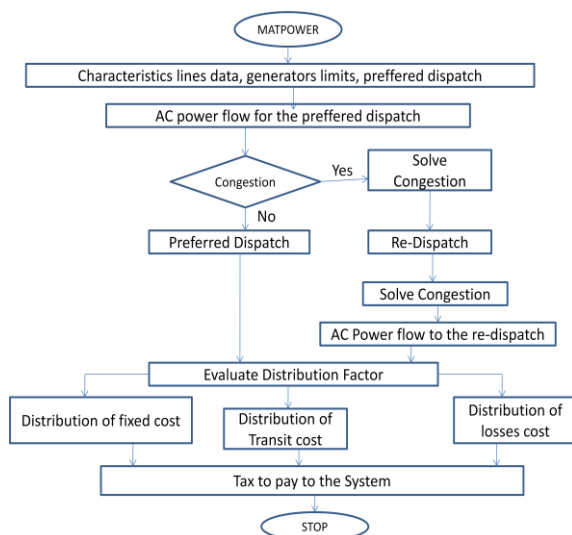 MATPOWER
Characteristics lines data, generators limits, preffered dispatch
AC power flow for the preffered dispatch
Congestion
Yes
Solve
Congestion
No
Preferred Dispatch
Re-Dispatch
Solve Congestion
AC Power flow to the re-dispatch
Evaluate Distribution Factor
Distribution of fixed cost
Distribution of
Transit cost
Distribution of
losses cost
Tax to pay to the System
STOP